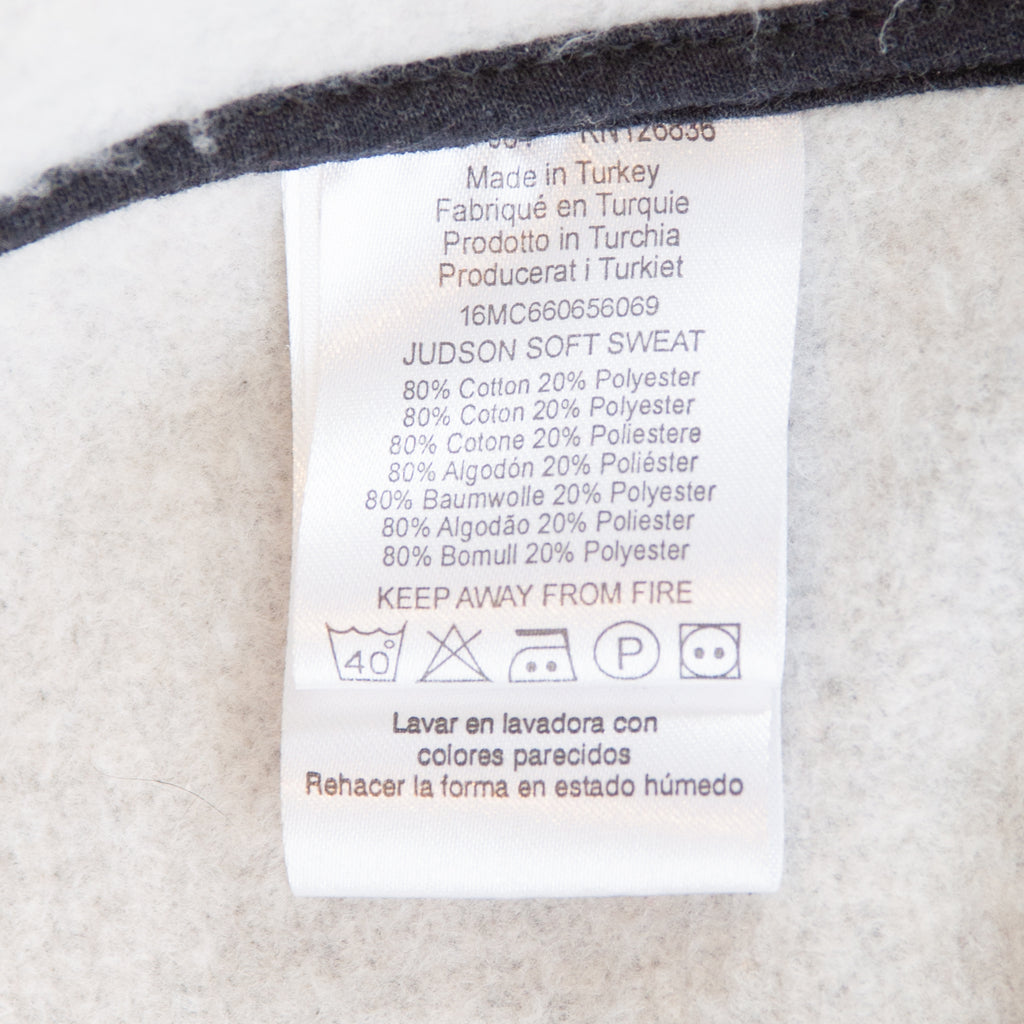 RN126836
Made in Turkey
Fabriqué en Turquie
Prodotto in Turchia
Producerat i Turkiet
16MC660656069
JUDSON SOFT SWEAT
80% Cotton 20% Polyester
80% Coton 20% Polyester
80% Cotone 20% Poliestere
80% Algodón 20% Poliéster
80% Baumwolle 20% Polyester
80% Algodão 20% Poliester
80% Bomull 20% Polyester
KEEP AWAY FROM FIRE
40° P
Lavar en lavadora con
colores parecidos
Rehacer la forma en estado húmedo